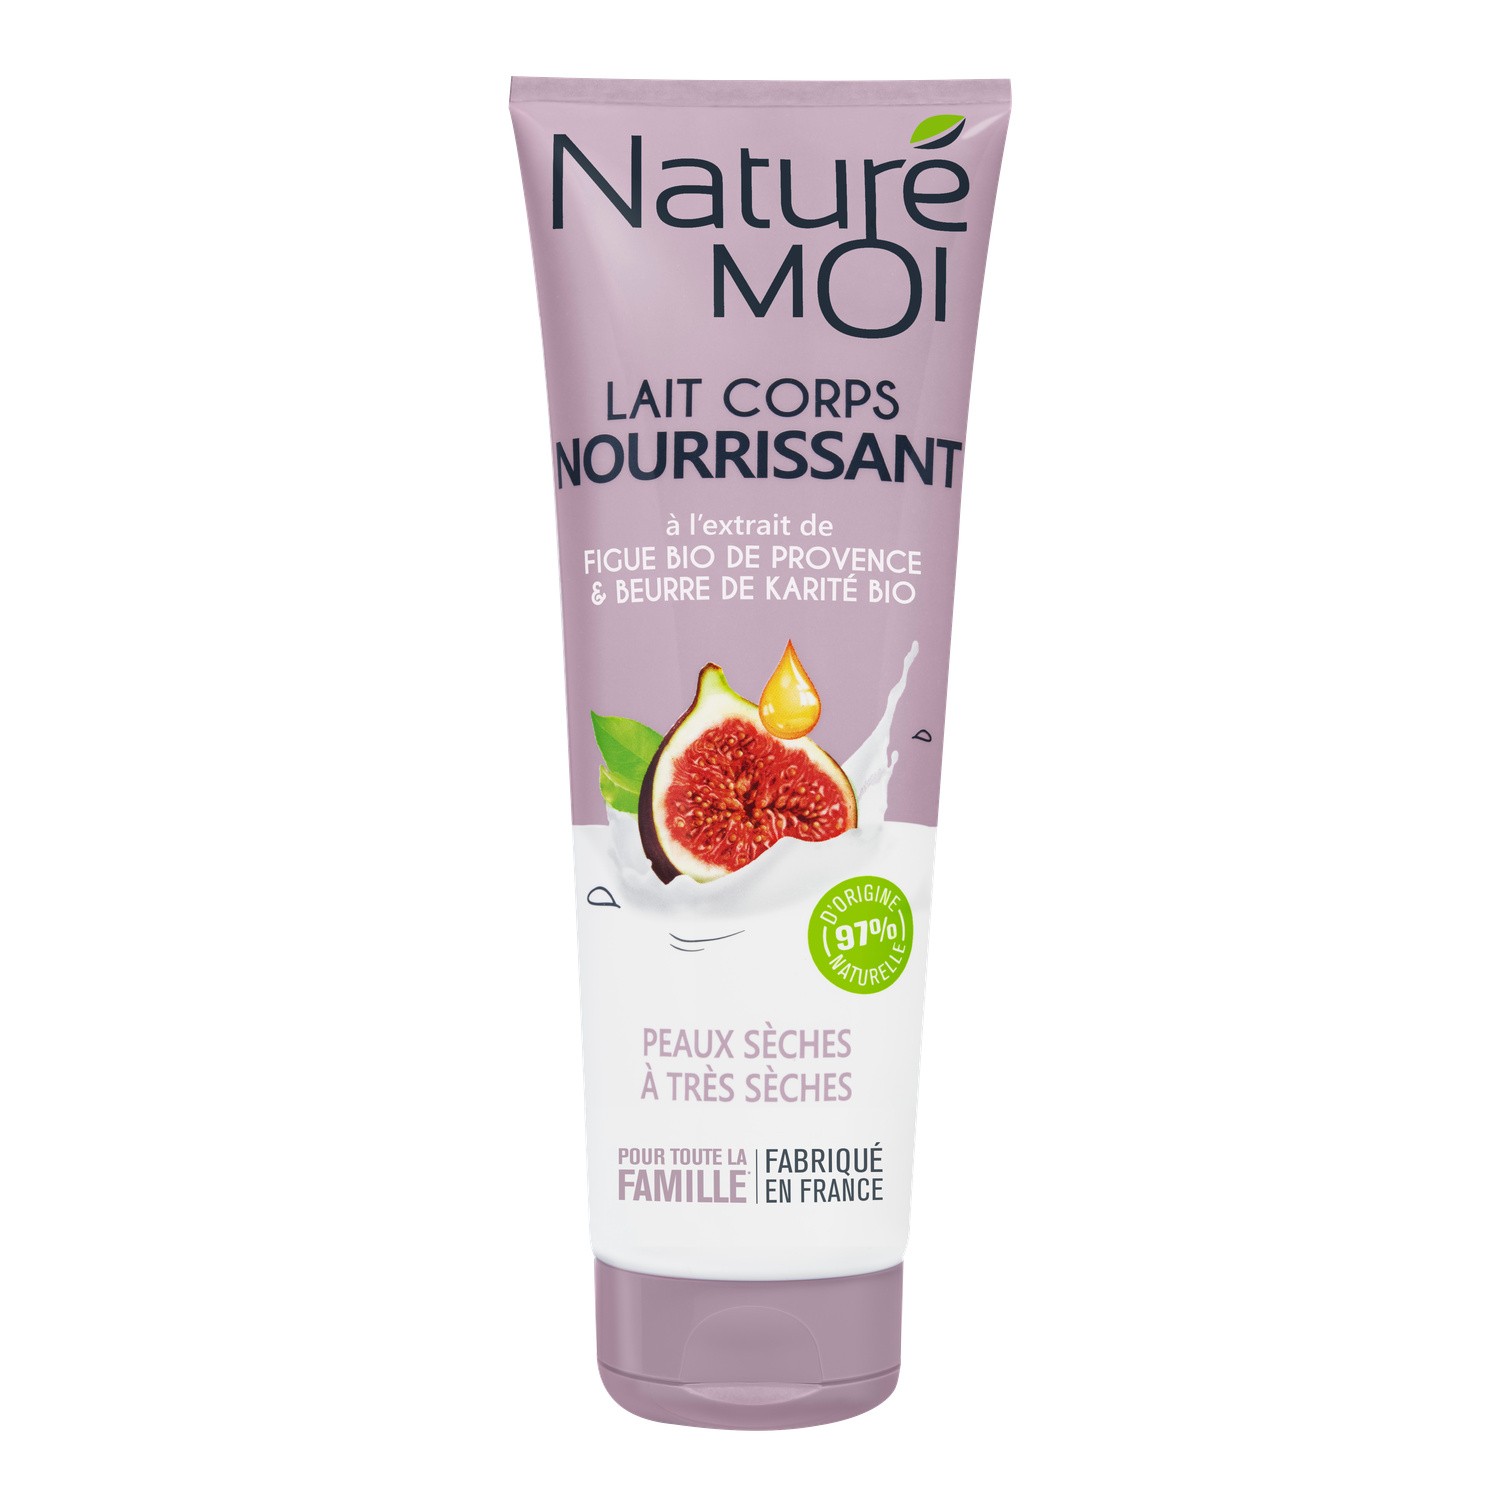 Naturé
MOI
LAIT CORPS
NOURRISSANT
à l'extrait de
FIGUE BIO DE PROVENCE
& BEURRE DE KARITÉ BIO
D'ORIGINE
97%
NATURELLE
PEAUX SÈCHES
À TRÈS SÈCHES
POUR TOUTE LA
FAMILLE*
FABRIQUÉ
EN FRANCE